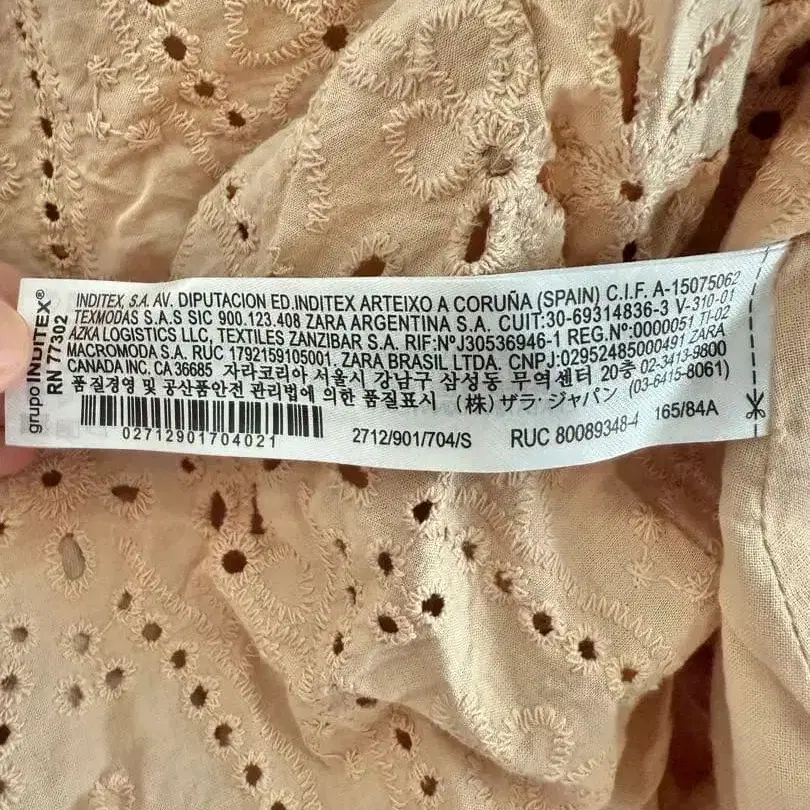 grupo INDITEX®
RN 77302
INDITEX, S.A. AV. DIPUTACION ED.INDITEX ARTEIXO A CORUÑA (SPAIN) C.I.F. A-15075062
TEXMODAS S.A.S SIC 900.123.408 ZARA ARGENTINA S.A. CUIT:30-69314836-3 V-310-01
AZKA LOGISTICS LLC, TEXTILES ZANZIBAR S.A. RIF:NºJ30536946-1 REG.Nº:0000051 TI-02
MACROMODA S.A. RUC 1792159105001, ZARA BRASIL LTDA. CNPJ:02952485000491 ZARA
CANADA INC. CA 36685 자라코리아 서울시 강남구 삼성동 무역센터 20층 02-3413-9800
품질경영 및 공산품안전 관리법에 의한 품질표시 (株)ザラ・ジャパン (03-6415-8061)
02712901704021
2712/901/704/S
RUC 80089348-4
165/84A